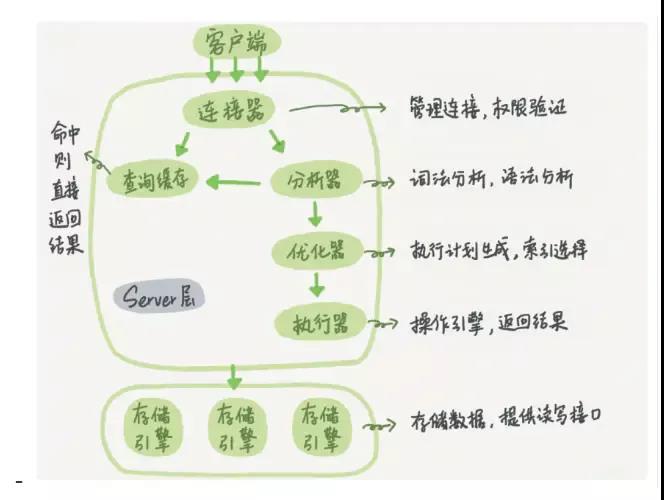 客户端
连接器
管理连接，权限验证
命中
则
直接
返回
结果
查询缓存
分析器
词法分析，语法分析
优化器
执行计划生成，索引选择
Server层
执行器
操作引擎，返回结果
存储
引擎
存储
引擎
存储
引擎
存储数据，提供读写接口